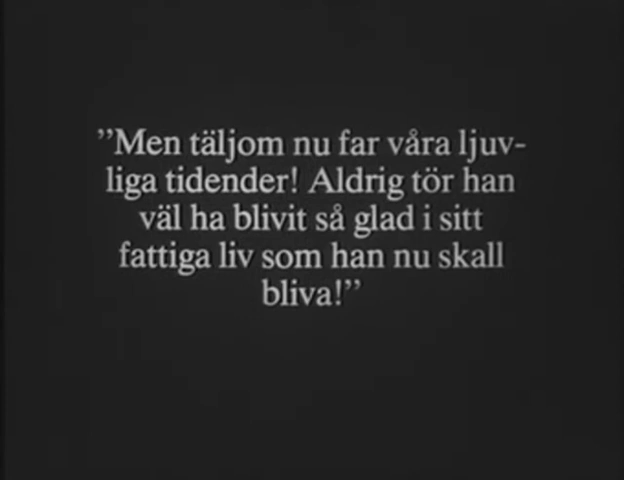 ”Men täljom nu far våra ljuv-
liga tidender! Aldrig tör han
väl ha blivit så glad i sitt
fattiga liv som han nu skall
bliva!”